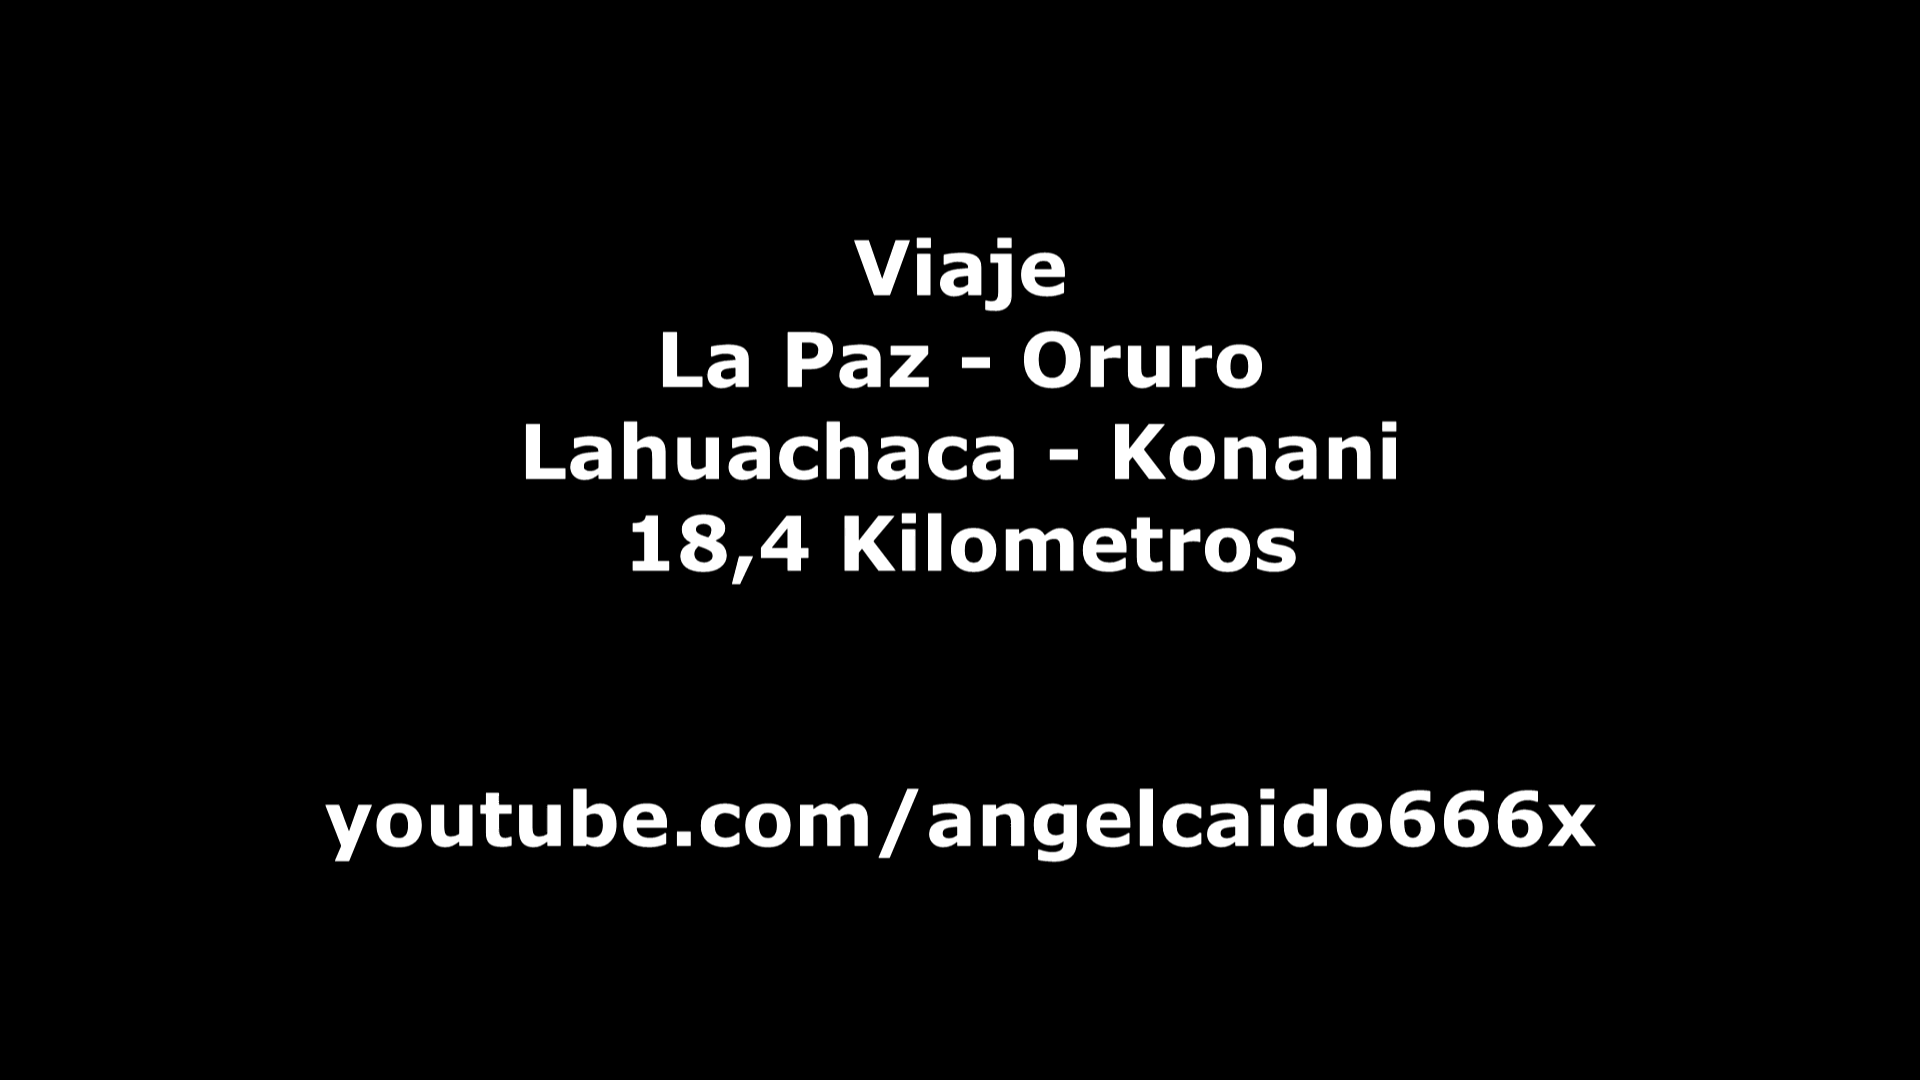 Viaje
La Paz - Oruro
Lahuachaca - Konani
18,4 Kilometros
youtube.com/angelcaido666x